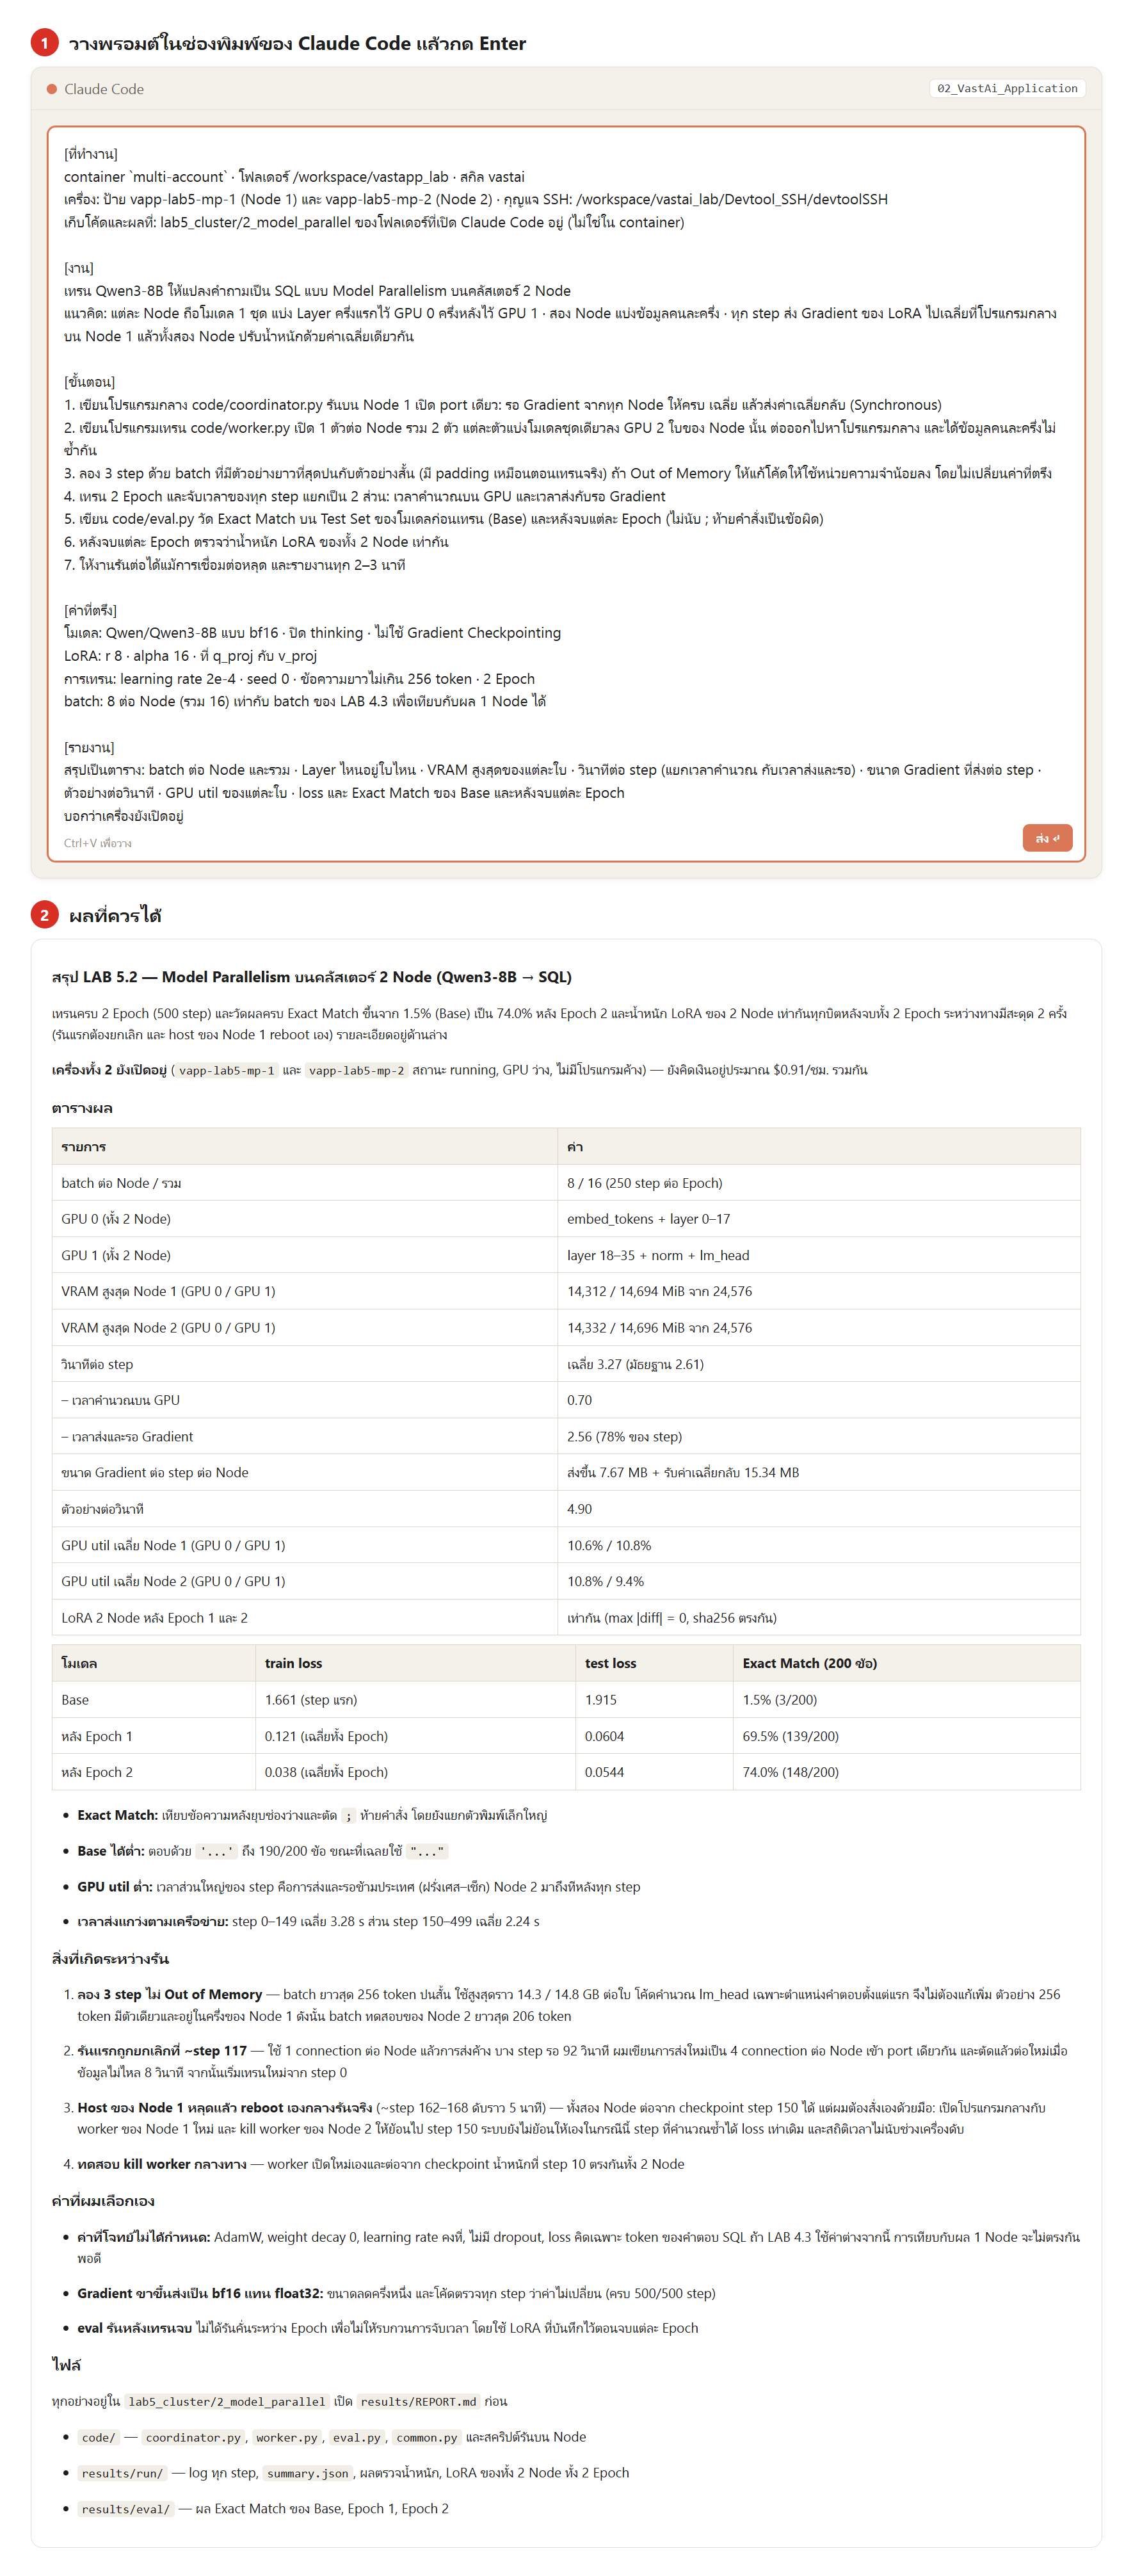 1 วางพรอมต์ในช่องพิมพ์ของ Claude Code แล้วกด Enter
Claude Code
02_VastAi_Application
[ที่ทำงาน]
container `multi-account` · โฟลเดอร์ /workspace/vastapp_lab · สกิล vastai
เครื่อง: ป้าย vapp-lab5-mp-1 (Node 1) และ vapp-lab5-mp-2 (Node 2) · กุญแจ SSH: /workspace/vastai_lab/Devtool_SSH/devtoolSSH
เก็บโค้ดและผลที่: lab5_cluster/2_model_parallel ของโฟลเดอร์ที่เปิด Claude Code อยู่ (ไม่ใช่ใน container)
[งาน]
เทรน Qwen3-8B ให้แปลงคำถามเป็น SQL แบบ Model Parallelism บนคลัสเตอร์ 2 Node
แนวคิด: แต่ละ Node ถือโมเดล 1 ชุด แบ่ง Layer ครึ่งแรกไว้ GPU 0 ครึ่งหลังไว้ GPU 1 · สอง Node แบ่งข้อมูลคนละครึ่ง · ทุก step ส่ง Gradient ของ LoRA ไปเฉลี่ยที่โปรแกรมกลาง
บน Node 1 แล้วทั้งสอง Node ปรับน้ำหนักด้วยค่าเฉลี่ยเดียวกัน
[ขั้นตอน]
1. เขียนโปรแกรมกลาง code/coordinator.py รันบน Node 1 เปิด port เดียว: รอ Gradient จากทุก Node ให้ครบ เฉลี่ย แล้วส่งค่าเฉลี่ยกลับ (Synchronous)
2. เขียนโปรแกรมเทรน code/worker.py เปิด 1 ตัวต่อ Node รวม 2 ตัว แต่ละตัวแบ่งโมเดลชุดเดียวลง GPU 2 ใบของ Node นั้น ต่อออกไปหาโปรแกรมกลาง และได้ข้อมูลคนละครึ่งไม่
ซ้ำกัน
3. ลอง 3 step ด้วย batch ที่มีตัวอย่างยาวที่สุดปนกับตัวอย่างสั้น (มี padding เหมือนตอนเทรนจริง) ถ้า Out of Memory ให้แก้โค้ดให้ใช้หน่วยความจำน้อยลง โดยไม่เปลี่ยนค่าที่ตรึง
4. เทรน 2 Epoch และจับเวลาของทุก step แยกเป็น 2 ส่วน: เวลาคำนวณบน GPU และเวลาส่งกับรอ Gradient
5. เขียน code/eval.py วัด Exact Match บน Test Set ของโมเดลก่อนเทรน (Base) และหลังจบแต่ละ Epoch (ไม่นับ ; ท้ายคำสั่งเป็นข้อผิด)
6. หลังจบแต่ละ Epoch ตรวจว่าน้ำหนัก LoRA ของทั้ง 2 Node เท่ากัน
7. ให้งานรันต่อได้แม้การเชื่อมต่อหลุด และรายงานทุก 2–3 นาที
[ค่าที่ตรึง]
โมเดล: Qwen/Qwen3-8B แบบ bf16 · ปิด thinking · ไม่ใช้ Gradient Checkpointing
LoRA: r 8 · alpha 16 · ที่ q_proj กับ v_proj
การเทรน: learning rate 2e-4 · seed 0 · ข้อความยาวไม่เกิน 256 token · 2 Epoch
batch: 8 ต่อ Node (รวม 16) เท่ากับ batch ของ LAB 4.3 เพื่อเทียบกับผล 1 Node ได้
[รายงาน]
สรุปเป็นตาราง: batch ต่อ Node และรวม · Layer ไหนอยู่ใบไหน · VRAM สูงสุดของแต่ละใบ · วินาทีต่อ step (แยกเวลาคำนวณ กับเวลาส่งและรอ) · ขนาด Gradient ที่ส่งต่อ step ·
ตัวอย่างต่อวินาที · GPU util ของแต่ละใบ · loss และ Exact Match ของ Base และหลังจบแต่ละ Epoch
บอกว่าเครื่องยังเปิดอยู่
Ctrl+V เพื่อวาง
ส่ง ↵
2 ผลที่ควรได้
สรุป LAB 5.2 — Model Parallelism บนคลัสเตอร์ 2 Node (Qwen3-8B → SQL)
เทรนครบ 2 Epoch (500 step) และวัดผลครบ Exact Match ขึ้นจาก 1.5% (Base) เป็น 74.0% หลัง Epoch 2 และน้ำหนัก LoRA ของ 2 Node เท่ากันทุกบิตหลังจบทั้ง 2 Epoch ระหว่างทางมีสะดุด 2 ครั้ง
(รันแรกต้องยกเลิก และ host ของ Node 1 reboot เอง) รายละเอียดอยู่ด้านล่าง
เครื่องทั้ง 2 ยังเปิดอยู่ (vapp-lab5-mp-1 และ vapp-lab5-mp-2 สถานะ running, GPU ว่าง, ไม่มีโปรแกรมค้าง) — ยังคิดเงินอยู่ประมาณ $0.91/ชม. รวมกัน
ตารางผล
รายการ ค่า
batch ต่อ Node / รวม 8 / 16 (250 step ต่อ Epoch)
GPU 0 (ทั้ง 2 Node) embed_tokens + layer 0–17
GPU 1 (ทั้ง 2 Node) layer 18–35 + norm + lm_head
VRAM สูงสุด Node 1 (GPU 0 / GPU 1) 14,312 / 14,694 MiB จาก 24,576
VRAM สูงสุด Node 2 (GPU 0 / GPU 1) 14,332 / 14,696 MiB จาก 24,576
วินาทีต่อ step เฉลี่ย 3.27 (มัธยฐาน 2.61)
– เวลาคำนวณบน GPU 0.70
– เวลาส่งและรอ Gradient 2.56 (78% ของ step)
ขนาด Gradient ต่อ step ต่อ Node ส่งขึ้น 7.67 MB + รับค่าเฉลี่ยกลับ 15.34 MB
ตัวอย่างต่อวินาที 4.90
GPU util เฉลี่ย Node 1 (GPU 0 / GPU 1) 10.6% / 10.8%
GPU util เฉลี่ย Node 2 (GPU 0 / GPU 1) 10.8% / 9.4%
LoRA 2 Node หลัง Epoch 1 และ 2 เท่ากัน (max |diff| = 0, sha256 ตรงกัน)
โมเดล train loss test loss Exact Match (200 ข้อ)
Base 1.661 (step แรก) 1.915 1.5% (3/200)
หลัง Epoch 1 0.121 (เฉลี่ยทั้ง Epoch) 0.0604 69.5% (139/200)
หลัง Epoch 2 0.038 (เฉลี่ยทั้ง Epoch) 0.0544 74.0% (148/200)
• Exact Match: เทียบข้อความหลังยุบช่องว่างและตัด ; ท้ายคำสั่ง โดยยังแยกตัวพิมพ์เล็กใหญ่
• Base ได้ต่ำ: ตอบด้วย '...' ถึง 190/200 ข้อ ขณะที่เฉลยใช้ "..."
• GPU util ต่ำ: เวลาส่วนใหญ่ของ step คือการส่งและรอข้ามประเทศ (ฝรั่งเศส–เช็ก) Node 2 มาถึงทีหลังทุก step
• เวลาส่งแกว่งตามเครือข่าย: step 0–149 เฉลี่ย 3.28 s ส่วน step 150–499 เฉลี่ย 2.24 s
สิ่งที่เกิดระหว่างรัน
1. ลอง 3 step ไม่ Out of Memory — batch ยาวสุด 256 token ปนสั้น ใช้สูงสุดราว 14.3 / 14.8 GB ต่อใบ โค้ดคำนวณ lm_head เฉพาะตำแหน่งคำตอบตั้งแต่แรก จึงไม่ต้องแก้เพิ่ม ตัวอย่าง 256
token มีตัวเดียวและอยู่ในครึ่งของ Node 1 ดังนั้น batch ทดสอบของ Node 2 ยาวสุด 206 token
2. รันแรกถูกยกเลิกที่ ~step 117 — ใช้ 1 connection ต่อ Node แล้วการส่งค้าง บาง step รอ 92 วินาที ผมเขียนการส่งใหม่เป็น 4 connection ต่อ Node เข้า port เดียวกัน และตัดแล้วต่อใหม่เมื่อ
ข้อมูลไม่ไหล 8 วินาที จากนั้นเริ่มเทรนใหม่จาก step 0
3. Host ของ Node 1 หลุดแล้ว reboot เองกลางรันจริง (~step 162–168 ดับราว 5 นาที) — ทั้งสอง Node ต่อจาก checkpoint step 150 ได้ แต่ผมต้องสั่งเองด้วยมือ: เปิดโปรแกรมกลางกับ
worker ของ Node 1 ใหม่ และ kill worker ของ Node 2 ให้ย้อนไป step 150 ระบบยังไม่ย้อนให้เองในกรณีนี้ step ที่คำนวณซ้ำได้ loss เท่าเดิม และสถิติเวลาไม่นับช่วงเครื่องดับ
4. ทดสอบ kill worker กลางทาง — worker เปิดใหม่เองและต่อจาก checkpoint น้ำหนักที่ step 10 ตรงกันทั้ง 2 Node
ค่าที่ผมเลือกเอง
• ค่าที่โจทย์ไม่ได้กำหนด: AdamW, weight decay 0, learning rate คงที่, ไม่มี dropout, loss คิดเฉพาะ token ของคำตอบ SQL ถ้า LAB 4.3 ใช้ค่าต่างจากนี้ การเทียบกับผล 1 Node จะไม่ตรงกัน
พอดี
• Gradient ขาขึ้นส่งเป็น bf16 แทน float32: ขนาดลดครึ่งหนึ่ง และโค้ดตรวจทุก step ว่าค่าไม่เปลี่ยน (ครบ 500/500 step)
• eval รันหลังเทรนจบ ไม่ได้รันคั่นระหว่าง Epoch เพื่อไม่ให้รบกวนการจับเวลา โดยใช้ LoRA ที่บันทึกไว้ตอนจบแต่ละ Epoch
ไฟล์
ทุกอย่างอยู่ใน lab5_cluster/2_model_parallel เปิด results/REPORT.md ก่อน
• code/ — coordinator.py, worker.py, eval.py, common.py และสคริปต์รันบน Node
• results/run/ — log ทุก step, summary.json, ผลตรวจน้ำหนัก, LoRA ของทั้ง 2 Node ทั้ง 2 Epoch
• results/eval/ — ผล Exact Match ของ Base, Epoch 1, Epoch 2